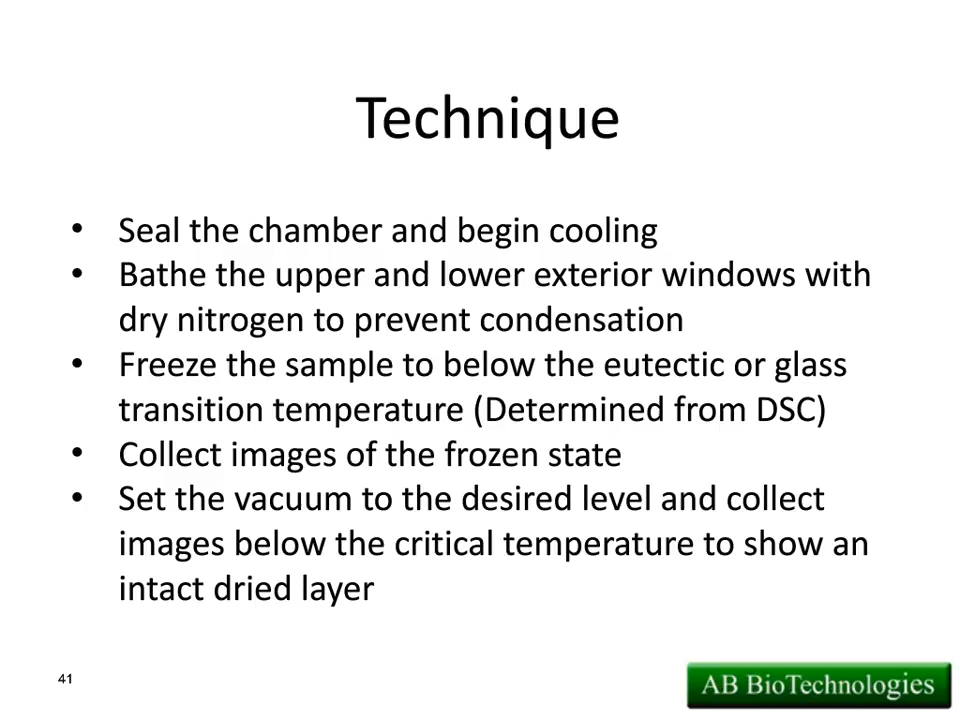 Technique
• Seal the chamber and begin cooling
• Bathe the upper and lower exterior windows with
dry nitrogen to prevent condensation
• Freeze the sample to below the eutectic or glass
transition temperature (Determined from DSC)
• Collect images of the frozen state
• Set the vacuum to the desired level and collect
images below the critical temperature to show an
intact dried layer
41
AB BioTechnologies